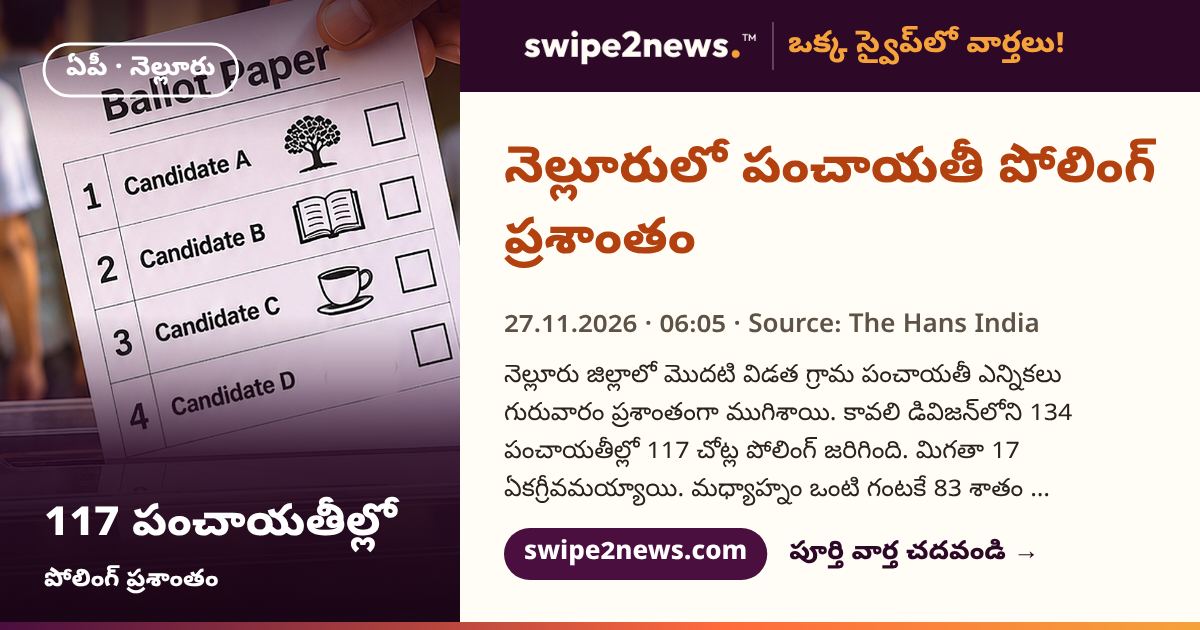 ఏపీ · నెల్లూరు
Ballot Paper
1 Candidate A
2 Candidate B
3 Candidate C
4 Candidate D
117 పంచాయతీల్లో
పోలింగ్ ప్రశాంతం
swipe2news.™ ఒక్క స్వైప్‌లో వార్తలు!
నెల్లూరులో పంచాయతీ పోలింగ్
ప్రశాంతం
27.11.2026 · 06:05 · Source: The Hans India
నెల్లూరు జిల్లాలో మొదటి విడత గ్రామ పంచాయతీ ఎన్నికలు
గురువారం ప్రశాంతంగా ముగిశాయి. కావలి డివిజన్‌లోని 134
పంచాయతీల్లో 117 చోట్ల పోలింగ్ జరిగింది. మిగతా 17
ఏకగ్రీవమయ్యాయి. మధ్యాహ్నం ఒంటి గంటకే 83 శాతం ...
swipe2news.com పూర్తి వార్త చదవండి →